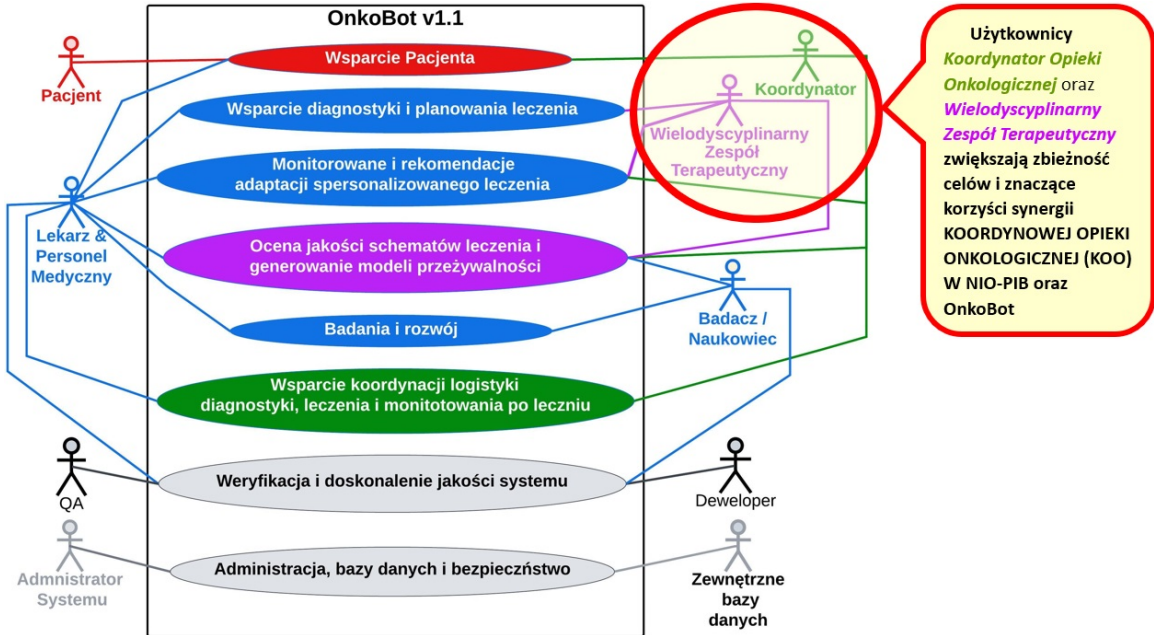 OnkoBot v1.1
Pacjent
Wsparcie Pacjenta
Koordynator
Wsparcie diagnostyki i planowania leczenia
Wielodyscyplinarny
Zespół
Terapeutyczny
Monitorowane i rekomendacje
adaptacji spersonalizowanego leczenia
Lekarz &
Personel
Medyczny
Ocena jakości schematów leczenia i
generowanie modeli przeżywalności
Badania i rozwój
Badacz /
Naukowiec
Wsparcie koordynacji logistyki
diagnostyki, leczenia i monitotowania po leczniu
QA
Weryfikacja i doskonalenie jakości systemu
Deweloper
Admnistrator
Systemu
Administracja, bazy danych i bezpieczństwo
Zewnętrzne
bazy
danych
Użytkownicy
Koordynator Opieki
Onkologicznej oraz
Wielodyscyplinarny
Zespół Terapeutyczny
zwiększają zbieżność
celów i znaczące
korzyści synergii
KOORDYNOWEJ OPIEKI
ONKOLOGICZNEJ (KOO)
W NIO-PIB oraz
OnkoBot